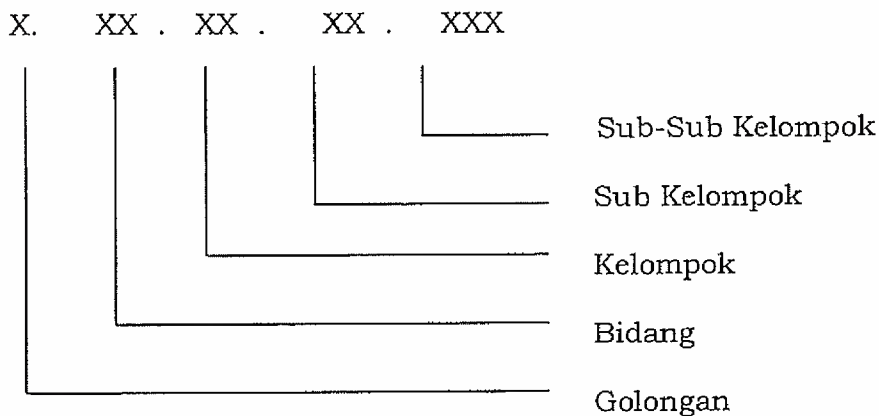 X. XX . XX . XX . XXX
Sub-Sub Kelompok
Sub Kelompok
Kelompok
Bidang
Golongan